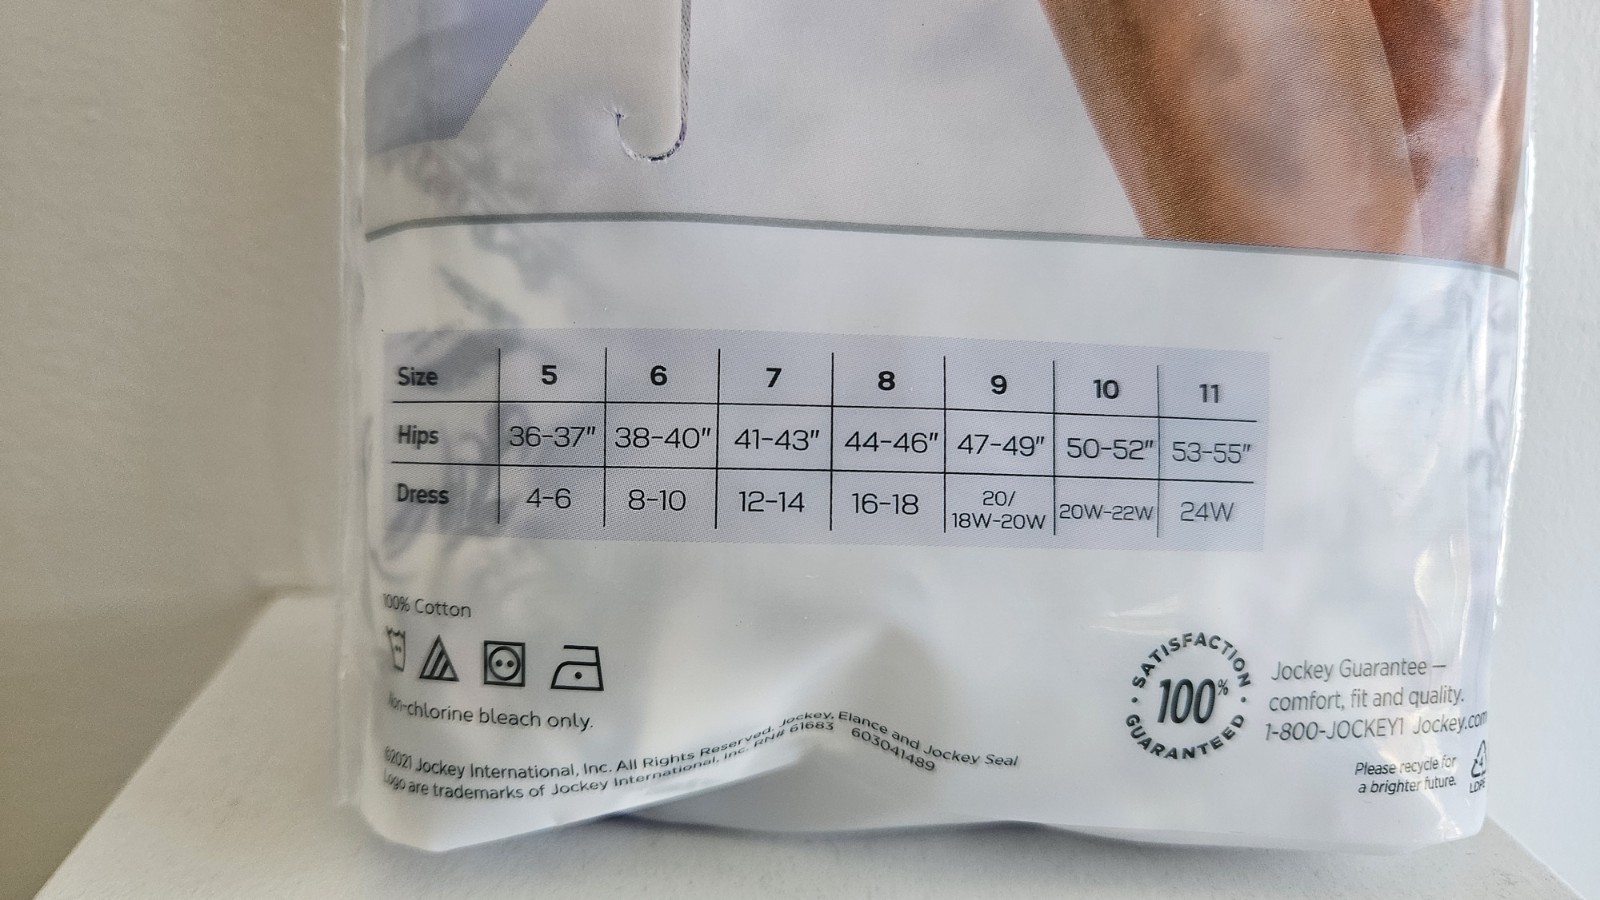 Size 5 6 7 8 9 10 11
Hips 36-37" 38-40" 41-43" 44-46" 47-49" 50-52" 53-55"
Dress 4-6 8-10 12-14 16-18 20/ 18W-20W 20W-22W 24W
100% Cotton
Non-chlorine bleach only.
©2021 Jockey International, Inc. All Rights Reserved. Jockey, Elance and Jockey Seal
Logo are trademarks of Jockey International, Inc. RN# 61683 603041489
SATISFACTION
100%
GUARANTEED
Jockey Guarantee —
comfort, fit and quality.
1-800-JOCKEY1 Jockey.com
Please recycle for
a brighter future.
4
LDPE